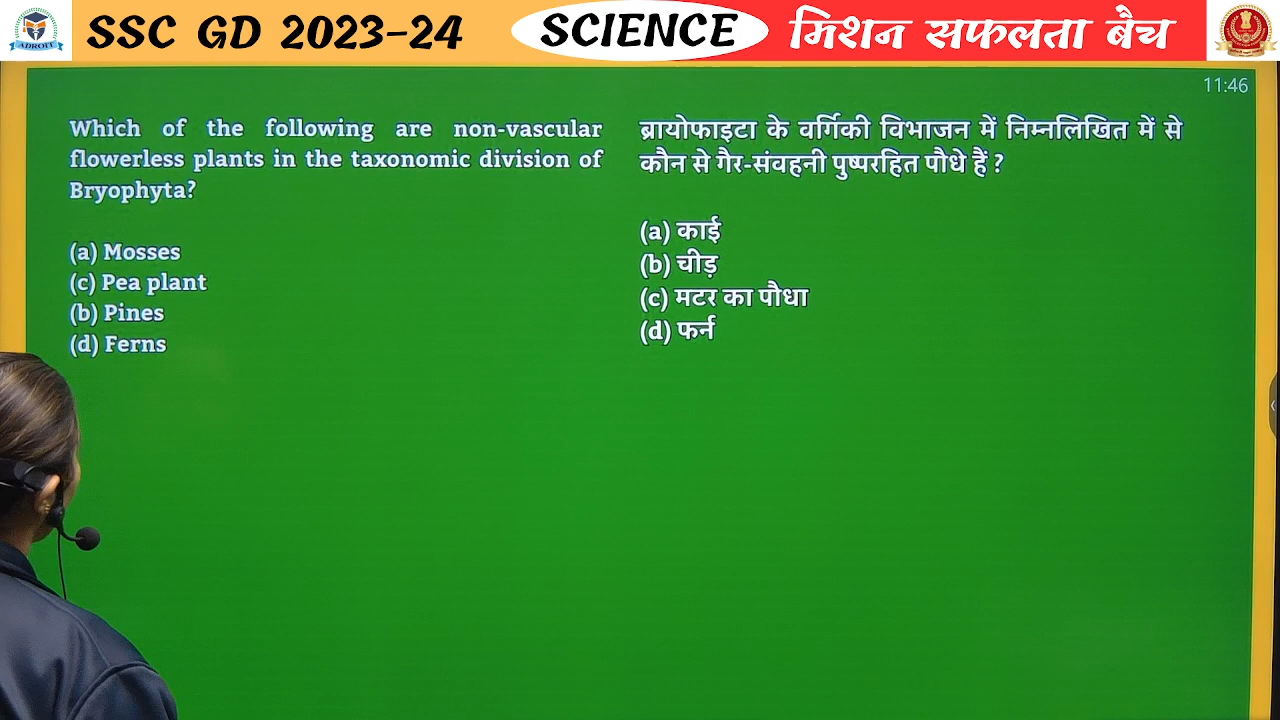 SSC GD 2023-24
SCIENCE
मिशन सफलता बैच
ADROIT
11:46
Which of the following are non-vascular
flowerless plants in the taxonomic division of
Bryophyta?
(a) Mosses
(c) Pea plant
(b) Pines
(d) Ferns
ब्रायोफाइटा के वर्गिकी विभाजन में निम्नलिखित में से
कौन से गैर-संवहनी पुष्परहित पौधे हैं ?
(a) काई
(b) चीड़
(c) मटर का पौधा
(d) फर्न